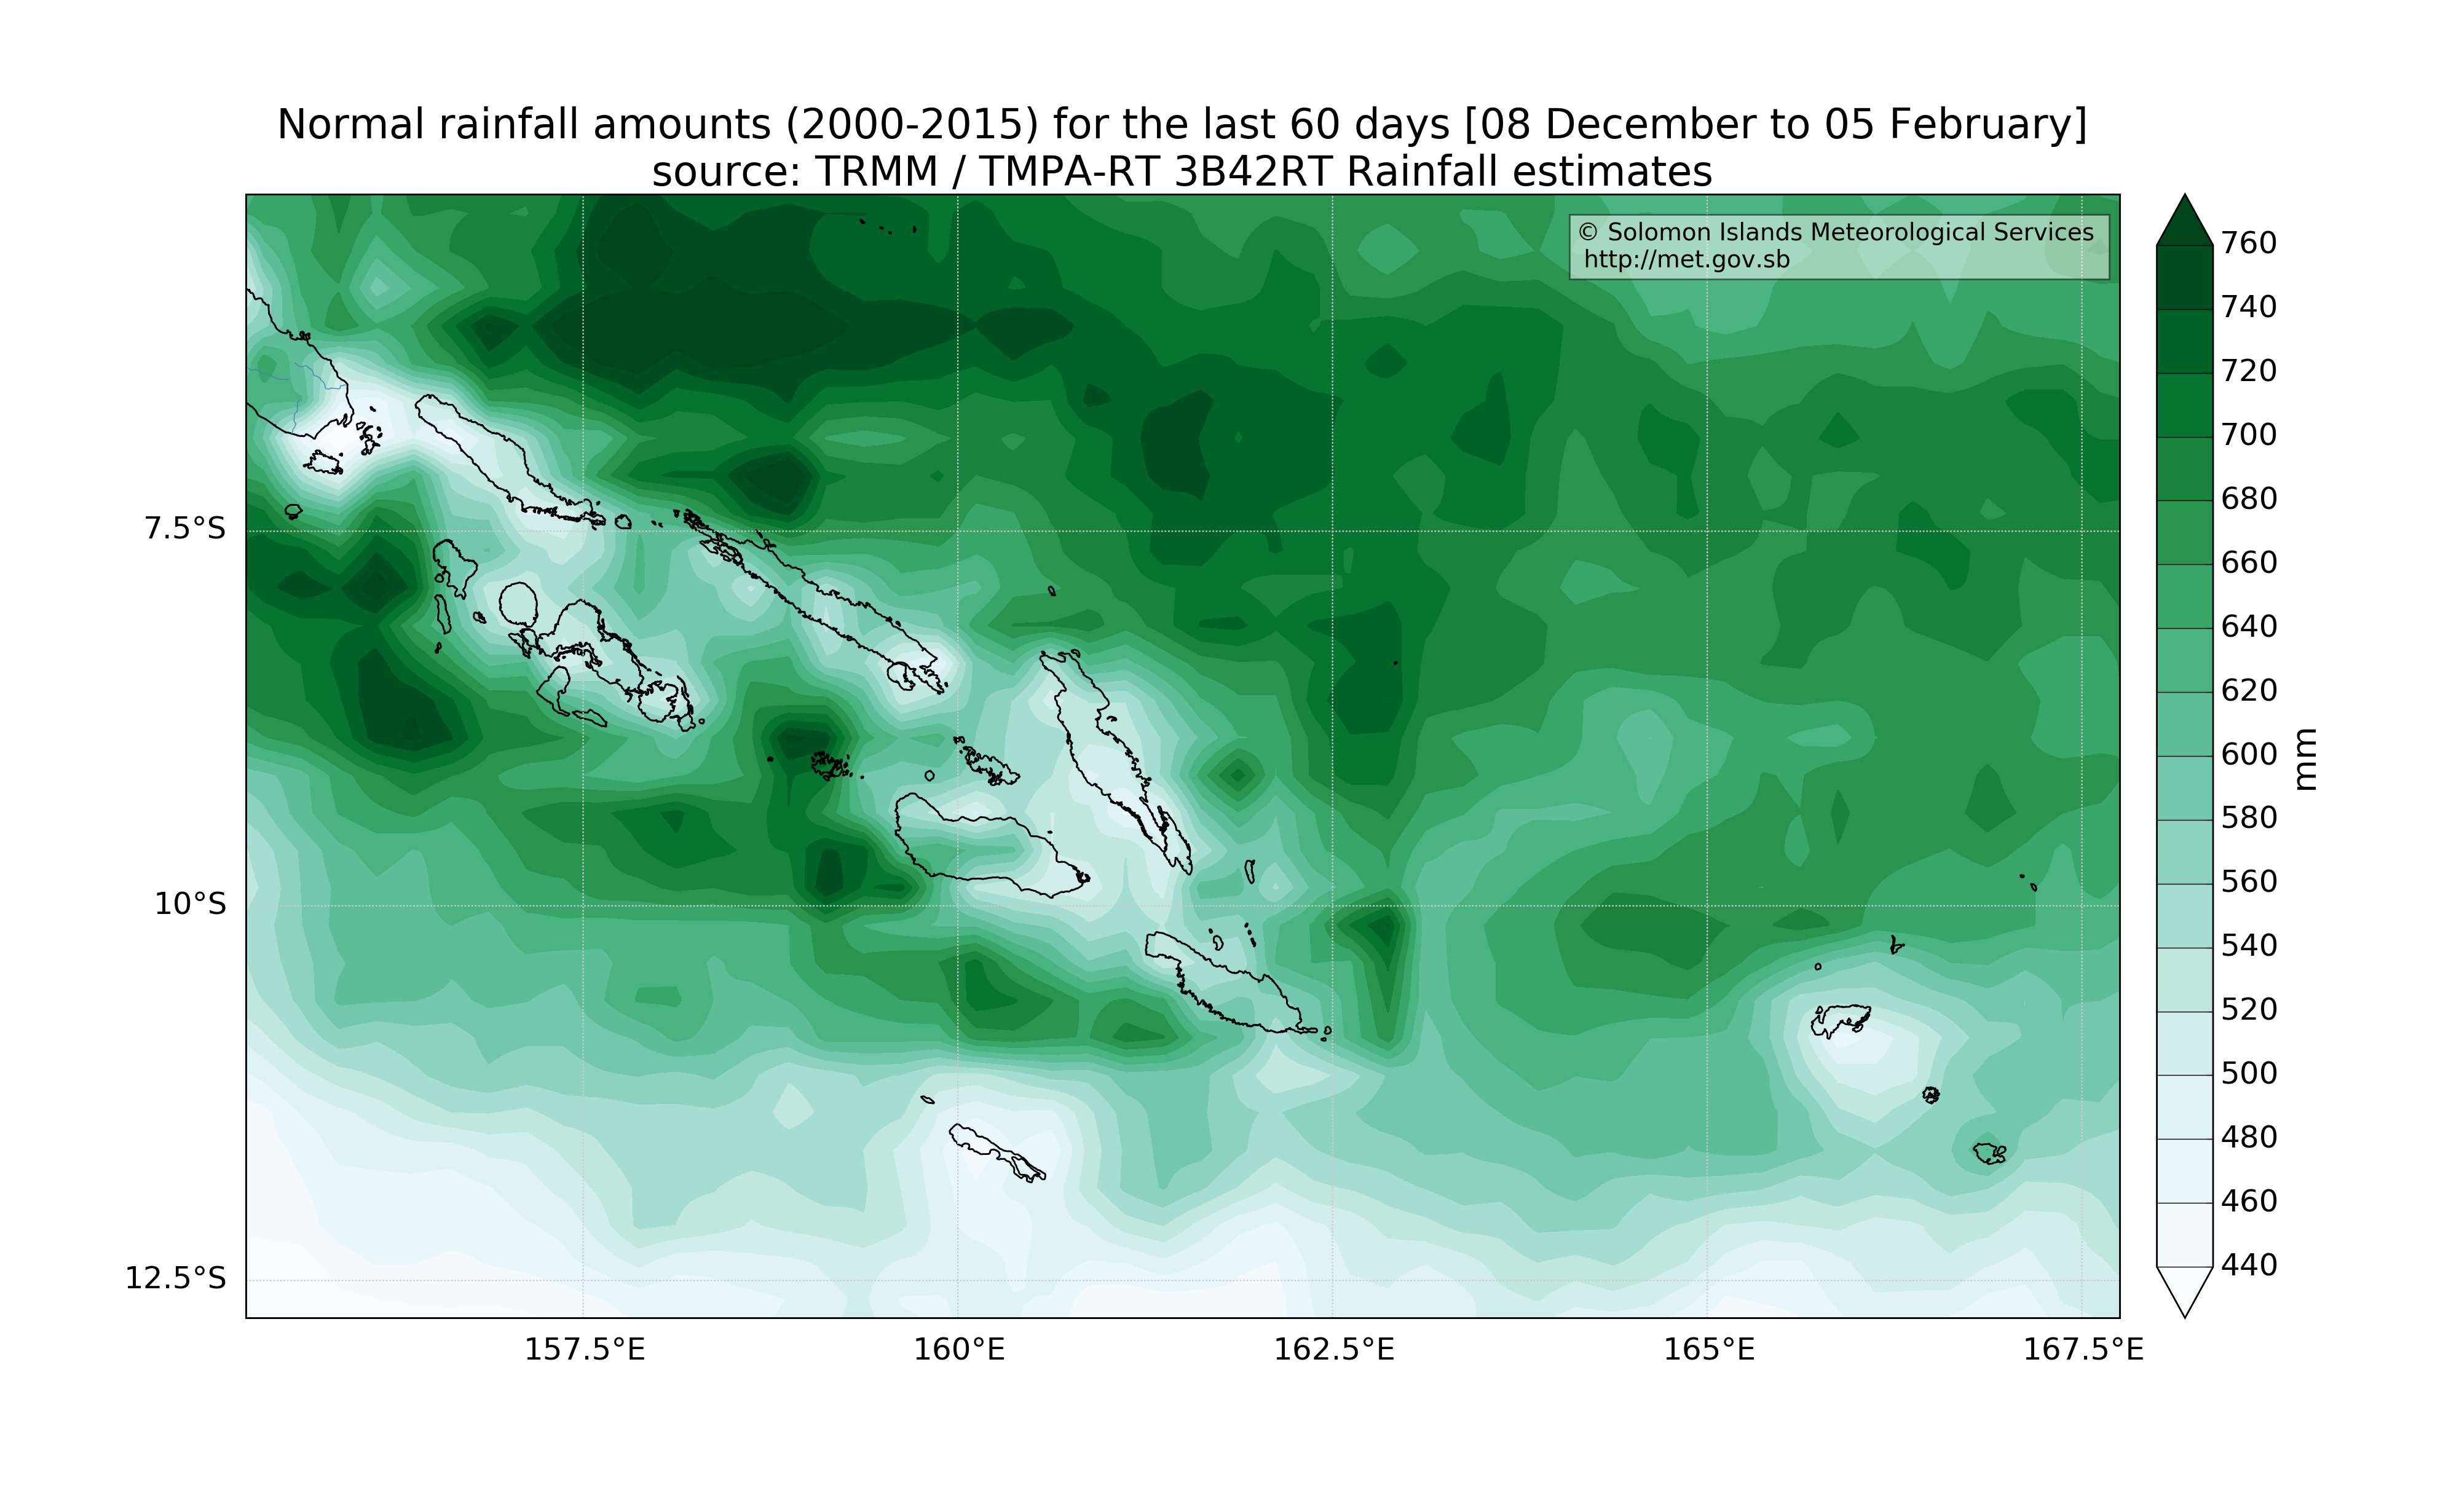 Normal rainfall amounts (2000-2015) for the last 60 days [08 December to 05 February]
source: TRMM / TMPA-RT 3B42RT Rainfall estimates
© Solomon Islands Meteorological Services
http://met.gov.sb
7.5°S
10°S
12.5°S
157.5°E
160°E
162.5°E
165°E
167.5°E
760
740
720
700
680
660
640
620
600
580
560
540
520
500
480
460
440
mm